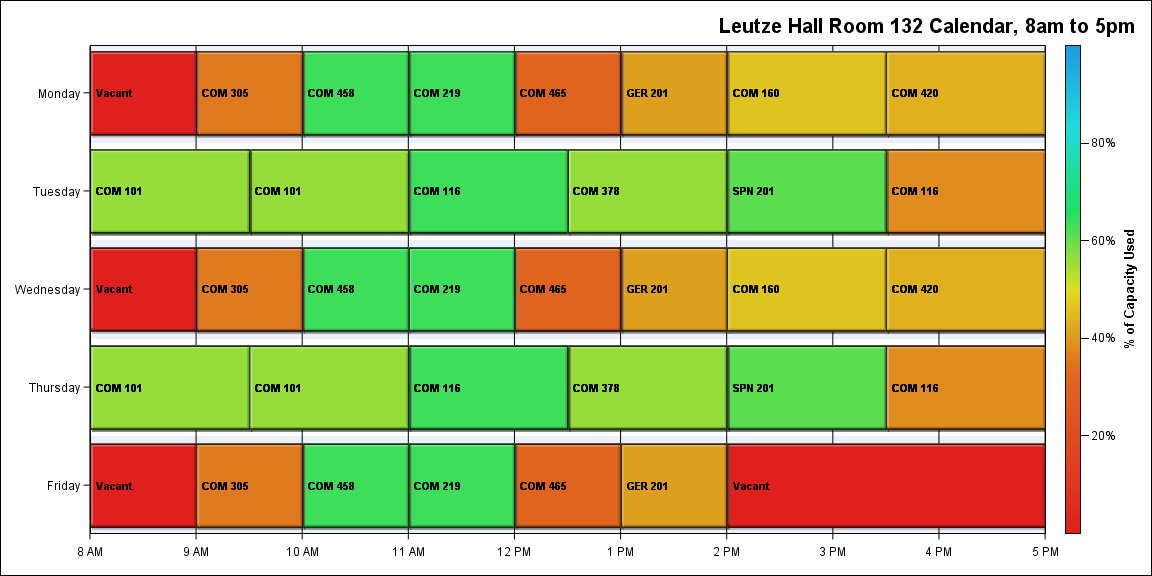 Leutze Hall Room 132 Calendar, 8am to 5pm
Monday
Vacant
COM 305
COM 458
COM 219
COM 465
GER 201
COM 160
COM 420
Tuesday
COM 101
COM 101
COM 116
COM 378
SPN 201
COM 116
Wednesday
Vacant
COM 305
COM 458
COM 219
COM 465
GER 201
COM 160
COM 420
Thursday
COM 101
COM 101
COM 116
COM 378
SPN 201
COM 116
Friday
Vacant
COM 305
COM 458
COM 219
COM 465
GER 201
Vacant
8 AM
9 AM
10 AM
11 AM
12 PM
1 PM
2 PM
3 PM
4 PM
5 PM
80%
60%
40%
20%
% of Capacity Used